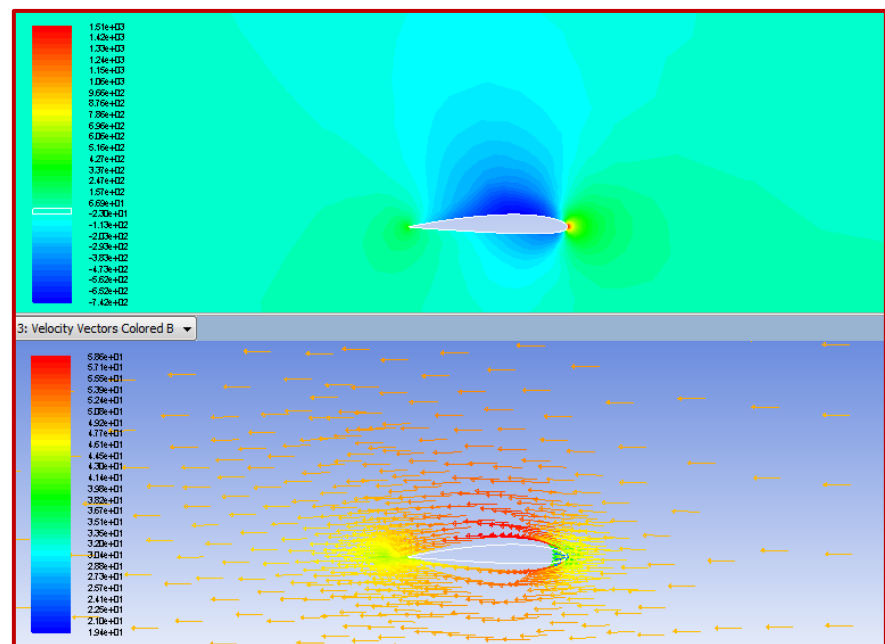 1.51e+03
1.42e+03
1.33e+03
1.24e+03
1.15e+03
1.06e+03
9.66e+02
8.76e+02
7.86e+02
6.96e+02
6.06e+02
5.16e+02
4.27e+02
3.37e+02
2.47e+02
1.57e+02
6.69e+01
-2.30e+01
-1.13e+02
-2.03e+02
-2.93e+02
-3.83e+02
-4.73e+02
-5.62e+02
-6.52e+02
-7.42e+02
3: Velocity Vectors Colored B
5.86e+01
5.71e+01
5.55e+01
5.39e+01
5.24e+01
5.08e+01
4.92e+01
4.77e+01
4.61e+01
4.45e+01
4.30e+01
4.14e+01
3.98e+01
3.82e+01
3.67e+01
3.51e+01
3.35e+01
3.20e+01
3.04e+01
2.88e+01
2.73e+01
2.57e+01
2.41e+01
2.25e+01
2.10e+01
1.94e+01